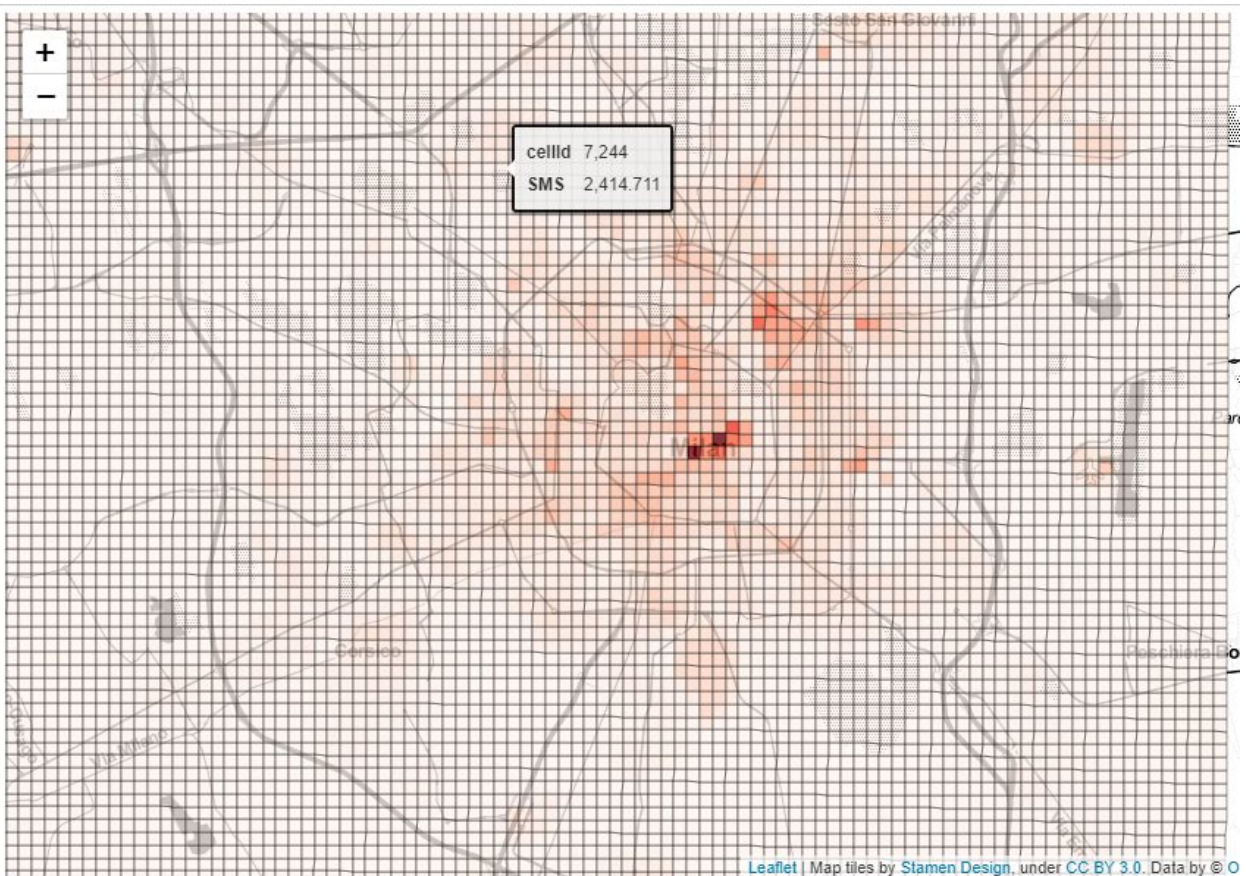 Sesto San Giovanni
+
−
cellId 7,244
SMS 2,414.711
Via Palmanova
Milan
Corsico
Peschiera Bo
Via Milano
Leaflet | Map tiles by Stamen Design, under CC BY 3.0. Data by © O